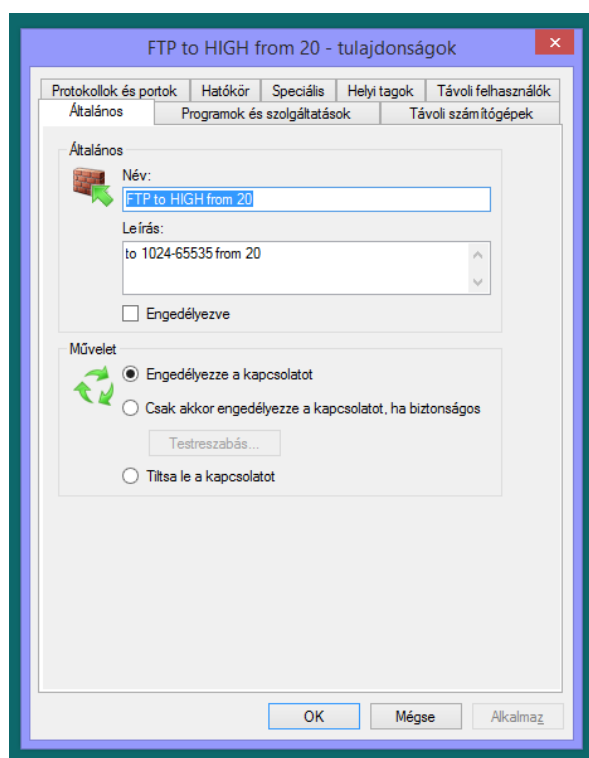 FTP to HIGH from 20 - tulajdonságok
Protokollok és portok Hatókör Speciális Helyi tagok Távoli felhasználók
Általános Programok és szolgáltatások Távoli számítógépek
Általános
Név:
FTP to HIGH from 20
Leírás:
to 1024-65535 from 20
Engedélyezve
Művelet
Engedélyezze a kapcsolatot
Csak akkor engedélyezze a kapcsolatot, ha biztonságos
Testreszabás...
Tiltsa le a kapcsolatot
OK Mégse Alkalmaz